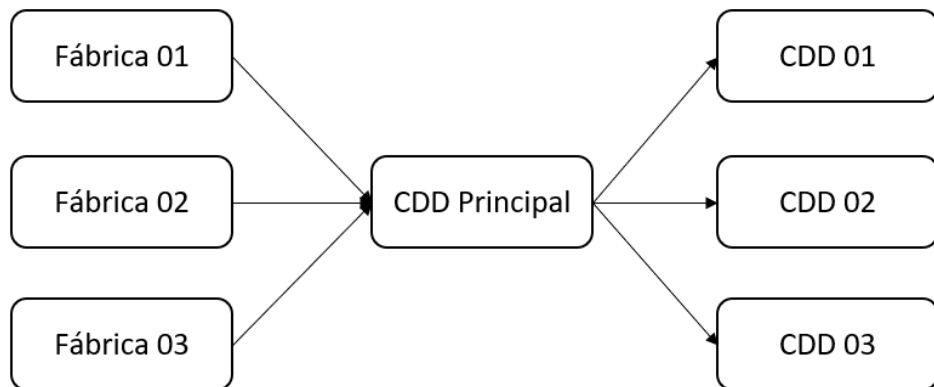 Fábrica 01
CDD 01
Fábrica 02
CDD Principal
CDD 02
Fábrica 03
CDD 03